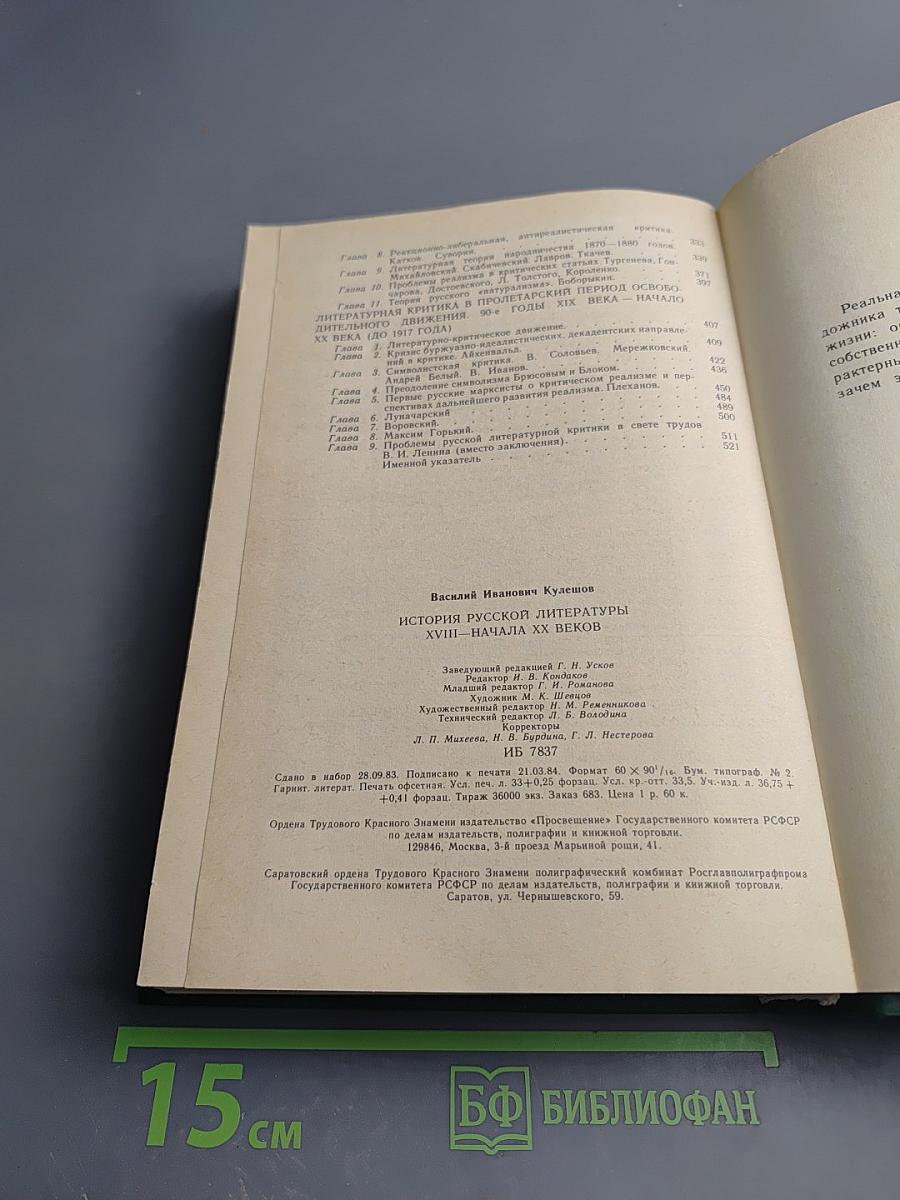 Глава 8. Реакционно-либеральная, антиреалистическая критика.
Катков. Суворин. 333
Глава 9. Литературная теория народничества 1870—1880 годов.
Михайловский. Скабичевский. Лавров. Ткачев. 339
Глава 10. Проблемы реализма в критических статьях Тургенева, Гон-
чарова, Достоевского, Л. Толстого, Короленко. 371
Глава 11. Теория русского «натурализма». Боборыкин. 397
ЛИТЕРАТУРНАЯ КРИТИКА В ПРОЛЕТАРСКИЙ ПЕРИОД ОСВОБО-
ДИТЕЛЬНОГО ДВИЖЕНИЯ. 90-е ГОДЫ XIX ВЕКА — НАЧАЛО
XX ВЕКА (ДО 1917 ГОДА)
Глава 1. Литературно-критическое движение. 407
Глава 2. Кризис буржуазно-идеалистических, декадентских направле-
ний в критике. Айхенвальд. 409
Глава 3. Символистская критика. В. Соловьев. Мережковский.
Андрей Белый. В. Иванов. 422
Глава 4. Преодоление символизма Брюсовым и Блоком. 436
Глава 5. Первые русские марксисты о критическом реализме и пер-
спективах дальнейшего развития реализма. Плеханов. 450
Глава 6. Луначарский 484
Глава 7. Воровский. 489
Глава 8. Максим Горький. 500
Глава 9. Проблемы русской литературной критики в свете трудов
В. И. Ленина (вместо заключения). 511
Именной указатель 521
Василий Иванович Кулешов
ИСТОРИЯ РУССКОЙ ЛИТЕРАТУРЫ
XVIII—НАЧАЛА XX ВЕКОВ
Заведующий редакцией Г. Н. Усков
Редактор И. В. Кондаков
Младший редактор Г. И. Романова
Художник М. К. Шевцов
Художественный редактор Н. М. Ременникова
Технический редактор Л. Б. Володина
Корректоры
Л. П. Михеева, Н. В. Бурдина, Г. Л. Нестерова
ИБ 7837
Сдано в набор 28.09.83. Подписано к печати 21.03.84. Формат 60 × 90¹/₁₆. Бум. типограф. № 2.
Гарнит. литерат. Печать офсетная. Усл. печ. л. 33+0,25 форзац. Усл. кр.-отт. 33,5. Уч.-изд. л. 36,75 +
+0,41 форзац. Тираж 36000 экз. Заказ 683. Цена 1 р. 60 к.
Ордена Трудового Красного Знамени издательство «Просвещение» Государственного комитета РСФСР
по делам издательств, полиграфии и книжной торговли.
129846, Москва, 3-й проезд Марьиной рощи, 41.
Саратовский ордена Трудового Красного Знамени полиграфический комбинат Росглавполиграфпрома
Государственного комитета РСФСР по делам издательств, полиграфии и книжной торговли.
Саратов, ул. Чернышевского, 59.
Реальна
дожника т
жизни: о
собственн
рактерны
зачем э
15 см
БФ БИБЛИОФАН